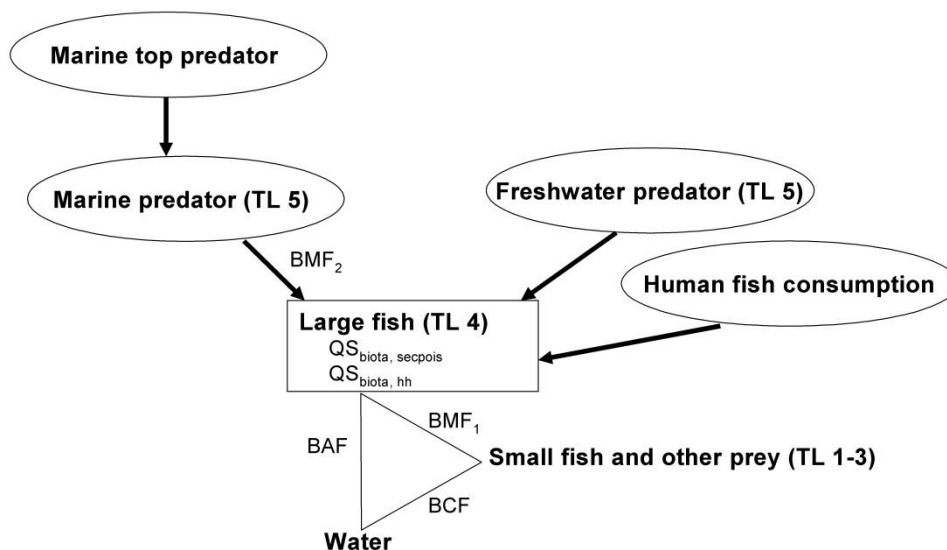 Marine top predator
Marine predator (TL 5)
Freshwater predator (TL 5)
BMF2
Human fish consumption
Large fish (TL 4)
QSbiota, secpois
QSbiota, hh
BAF
BMF1
Small fish and other prey (TL 1-3)
BCF
Water